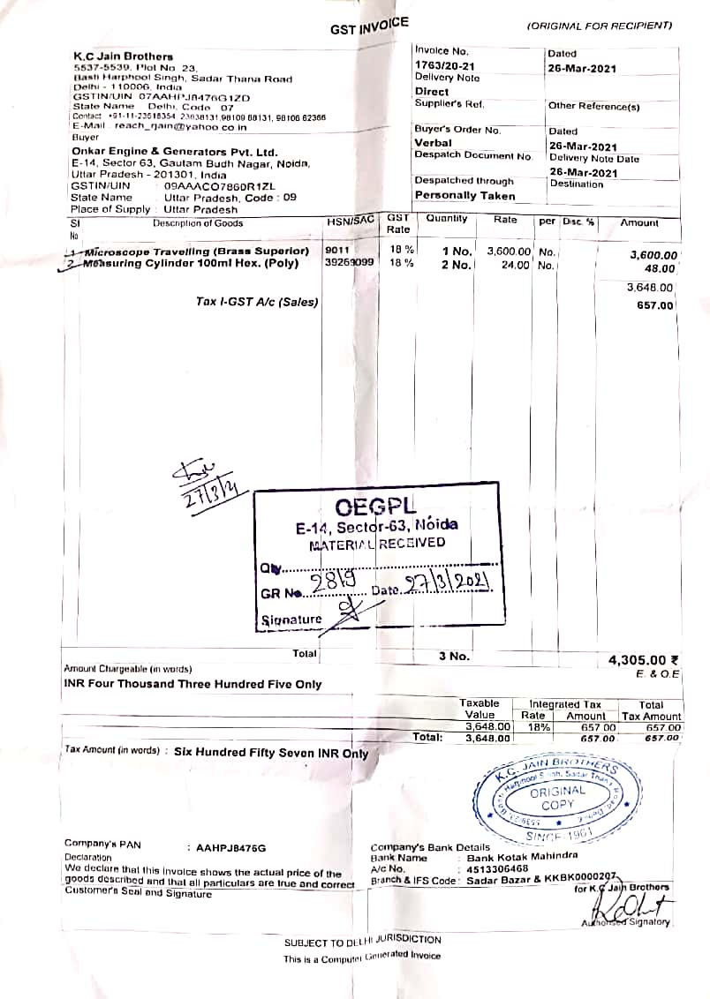 GST INVOICE
(ORIGINAL FOR RECIPIENT)
K.C Jain Brothers
5537-5539, Plot No 23,
Basti Harphool Singh, Sadar Thana Road
Delhi - 110006, India
GSTIN/UIN 07AAHPJ8476G1ZD
State Name Delhi, Code 07
Contact +91-11-23518354 23638131,98109 88131, 98106 62366
E-Mail reach_rjain@yahoo.co.in
Invoice No.
1763/20-21
Dated
26-Mar-2021
Delivery Note
Direct
Supplier's Ref.
Other Reference(s)
Buyer
Onkar Engine & Generators Pvt. Ltd.
E-14, Sector 63, Gautam Budh Nagar, Noida,
Uttar Pradesh - 201301, India
GSTIN/UIN : 09AAACO7860R1ZL
State Name : Uttar Pradesh, Code : 09
Place of Supply : Uttar Pradesh
Buyer's Order No.
Verbal
Dated
26-Mar-2021
Despatch Document No.
Delivery Note Date
26-Mar-2021
Despatched through
Personally Taken
Destination
Sl No Description of Goods HSN/SAC GST Rate Quantity Rate per Disc. % Amount
1 Microscope Travelling (Brass Superior) 9011 18 % 1 No. 3,600.00 No. 3,600.00
2 Measuring Cylinder 100ml Hex. (Poly) 39269099 18 % 2 No. 24.00 No. 48.00
3,648.00
Tax I-GST A/c (Sales) 657.00
27/3/21
OEGPL
E-14, Sector-63, Noida
MATERIAL RECEIVED
Qty.
GR No. 2819 Date. 27/3/2021
Signature
Total 3 No. 4,305.00 ₹
Amount Chargeable (in words) E. & O.E
INR Four Thousand Three Hundred Five Only
Taxable Value Integrated Tax Rate Amount Total Tax Amount
3,648.00 18% 657.00 657.00
Total: 3,648.00 657.00 657.00
Tax Amount (in words) : Six Hundred Fifty Seven INR Only
K.C. JAIN BROTHERS
Basti Harphool Singh, Sadar Thana Road Delhi-6
ORIGINAL
COPY
SINCE-1961
Company's PAN : AAHPJ8476G
Declaration
We declare that this invoice shows the actual price of the
goods described and that all particulars are true and correct
Customer's Seal and Signature
Company's Bank Details
Bank Name : Bank Kotak Mahindra
A/c No. : 4513306468
Branch & IFS Code : Sadar Bazar & KKBK0000207
for K.C Jain Brothers
Authorised Signatory
SUBJECT TO DELHI JURISDICTION
This is a Computer Generated Invoice